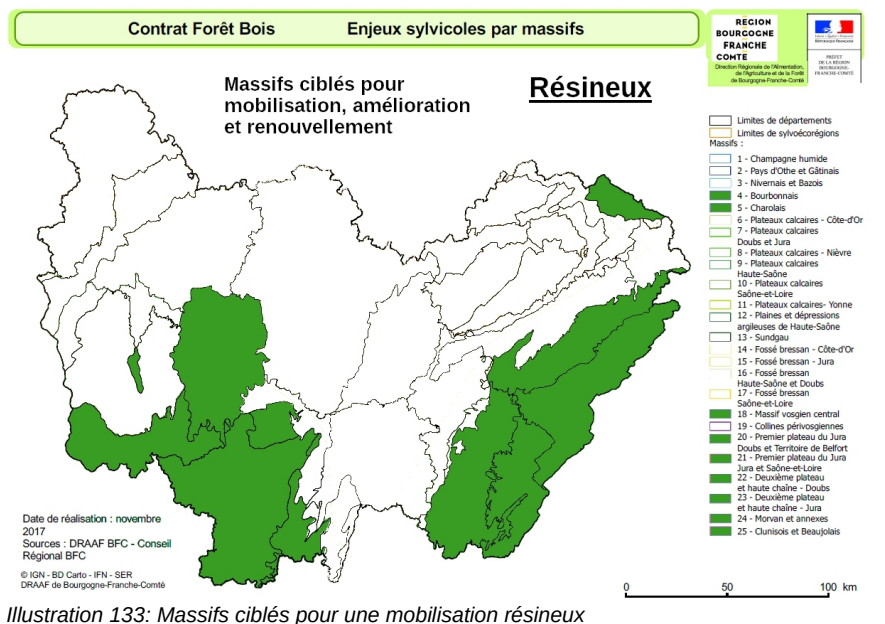 Contrat Forêt Bois Enjeux sylvicoles par massifs
REGION
BOURGOGNE
FRANCHE
COMTE
PRÉFET
DE LA RÉGION
BOURGOGNE-
FRANCHE-COMTÉ
Direction Régionale de l'Alimentation,
de l'Agriculture et de la Forêt
de Bourgogne-Franche-Comté
Massifs ciblés pour
mobilisation, amélioration
et renouvellement
Résineux
Limites de départements
Limites de sylvoécorégions
Massifs :
1 - Champagne humide
2 - Pays d'Othe et Gâtinais
3 - Nivernais et Bazois
4 - Bourbonnais
5 - Charolais
6 - Plateaux calcaires - Côte-d'Or
7 - Plateaux calcaires
Doubs et Jura
8 - Plateaux calcaires - Nièvre
9 - Plateaux calcaires
Haute-Saône
10 - Plateaux calcaires
Saône-et-Loire
11 - Plateaux calcaires- Yonne
12 - Plaines et dépressions
argileuses de Haute-Saône
13 - Sundgau
14 - Fossé bressan - Côte-d'Or
15 - Fossé bressan - Jura
16 - Fossé bressan
Haute-Saône et Doubs
17 - Fossé bressan
Saône-et-Loire
18 - Massif vosgien central
19 - Collines périvosgiennes
20 - Premier plateau du Jura
Doubs et Territoire de Belfort
21 - Premier plateau du Jura
Jura et Saône-et-Loire
22 - Deuxième plateau
et haute chaîne - Doubs
23 - Deuxième plateau
et haute chaîne - Jura
24 - Morvan et annexes
25 - Clunisois et Beaujolais
Date de réalisation : novembre
2017
Sources : DRAAF BFC - Conseil
Régional BFC
© IGN - BD Carto - IFN - SER
DRAAF de Bourgogne-Franche-Comté
0 50 100 km
Illustration 133: Massifs ciblés pour une mobilisation résineux